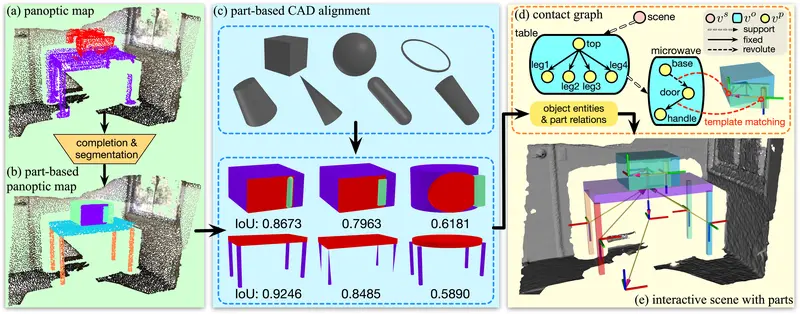 (a) panoptic map
completion &
segmentation
(b) part-based
panoptic map
(c) part-based CAD alignment
IoU: 0.8673
0.7963
0.6181
IoU: 0.9246
0.8485
0.5890
(d) contact graph
v^s v^o v^p
scene
support
fixed
revolute
table
top
leg1
leg2
leg3
leg4
microwave
base
door
handle
template matching
object entities
& part relations
(e) interactive scene with parts